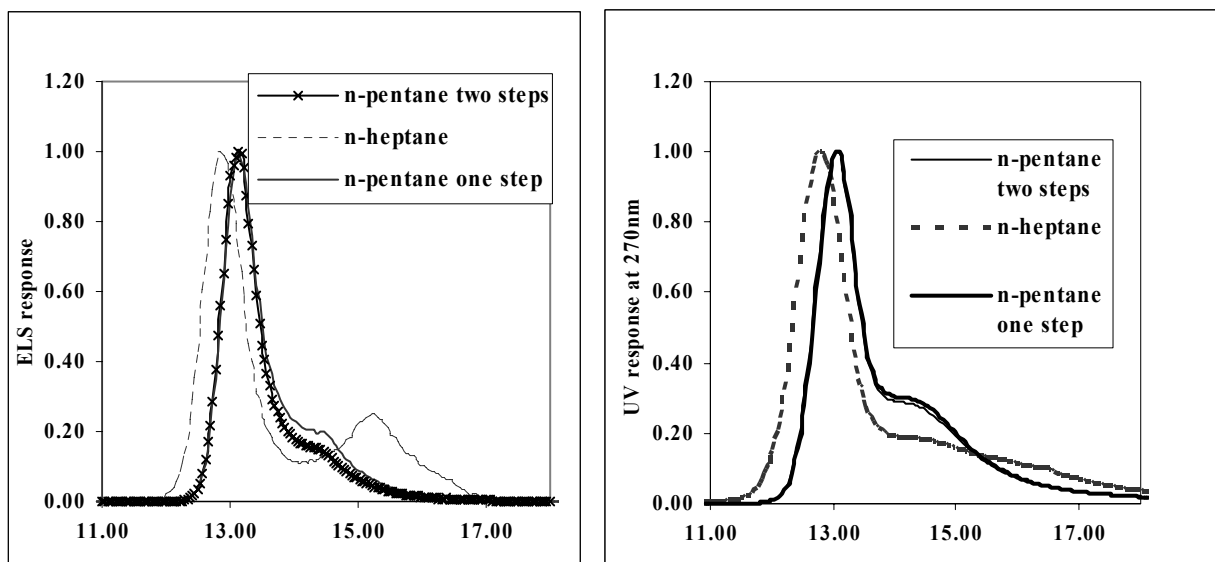 1.20
1.00
0.80
0.60
0.40
0.20
0.00
ELS response
n-pentane two steps
n-heptane
n-pentane one step
11.00 13.00 15.00 17.00
1.20
1.00
0.80
0.60
0.40
0.20
0.00
UV response at 270nm
n-pentane
two steps
n-heptane
n-pentane
one step
11.00 13.00 15.00 17.00